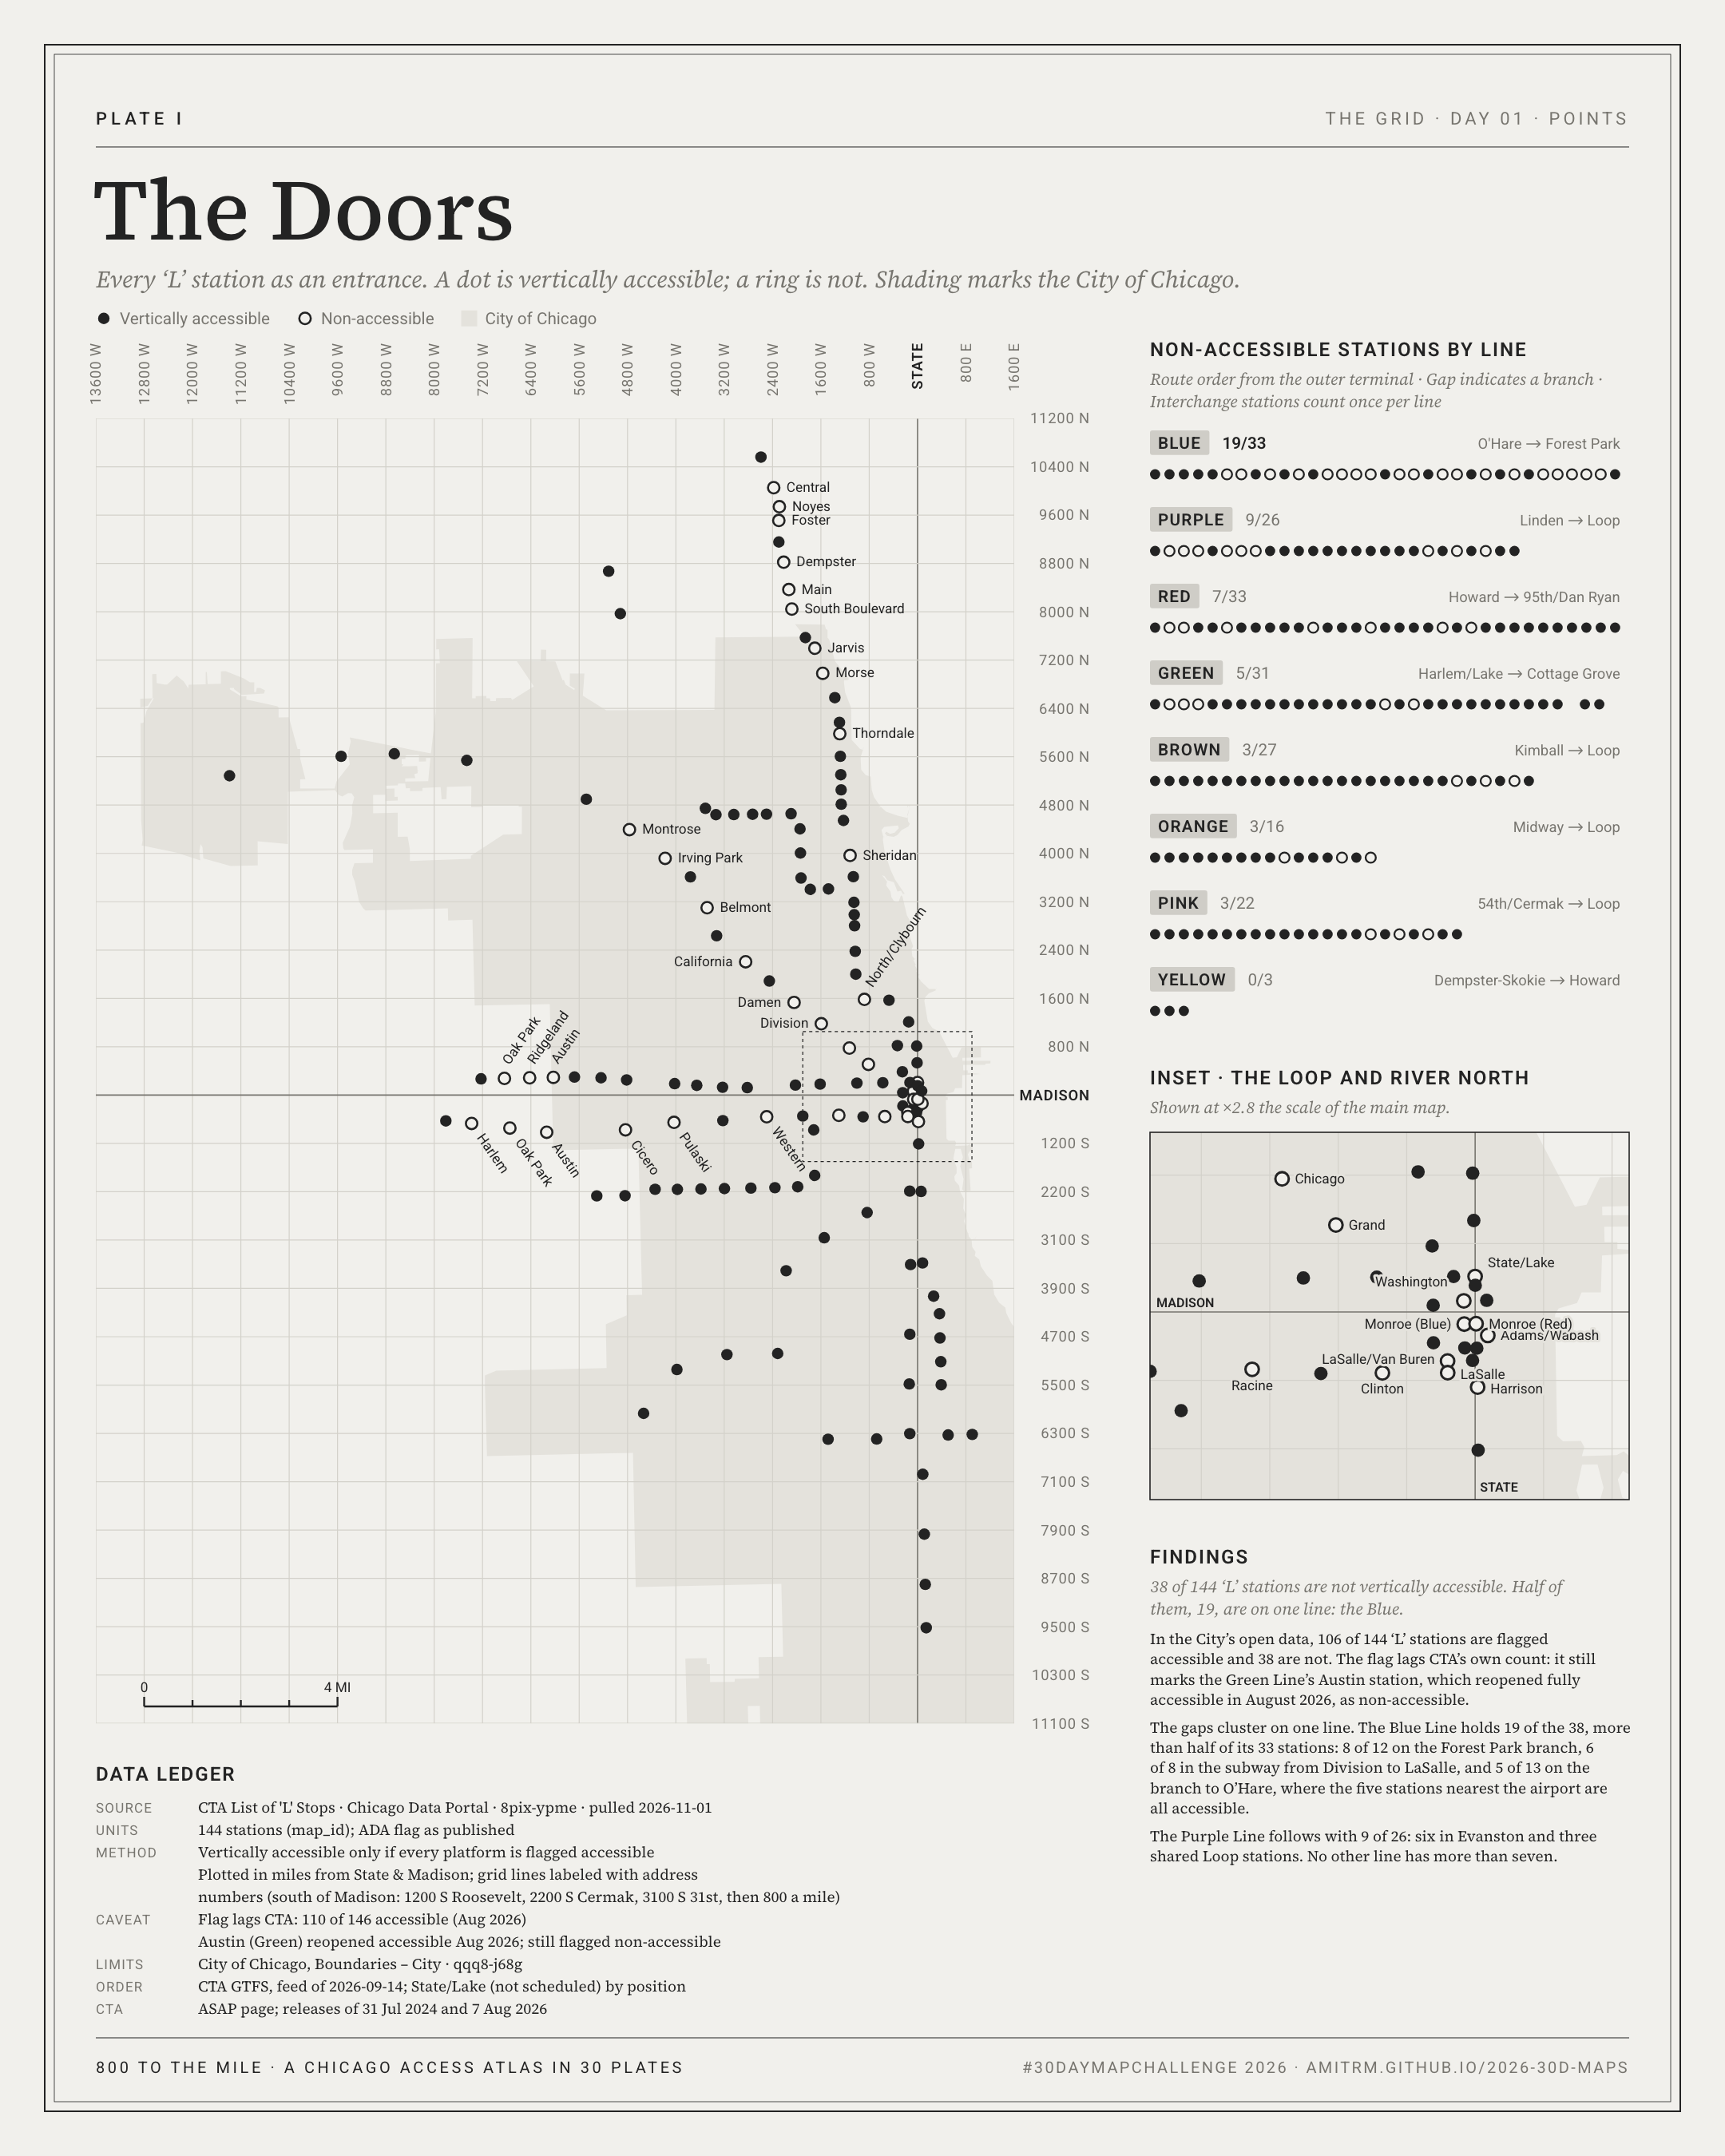 PLATE I
THE GRID · DAY 01 · POINTS
The Doors
Every ‘L’ station as an entrance. A dot is vertically accessible; a ring is not. Shading marks the City of Chicago.
Vertically accessible
Non-accessible
City of Chicago
13600 W
12800 W
12000 W
11200 W
10400 W
9600 W
8800 W
8000 W
7200 W
6400 W
5600 W
4800 W
4000 W
3200 W
2400 W
1600 W
800 W
STATE
800 E
1600 E
11200 N
10400 N
9600 N
8800 N
8000 N
7200 N
6400 N
5600 N
4800 N
4000 N
3200 N
2400 N
1600 N
800 N
MADISON
1200 S
2200 S
3100 S
3900 S
4700 S
5500 S
6300 S
7100 S
7900 S
8700 S
9500 S
10300 S
11100 S
Central
Noyes
Foster
Dempster
Main
South Boulevard
Jarvis
Morse
Thorndale
Montrose
Irving Park
Sheridan
Belmont
North/Clybourn
California
Damen
Division
Oak Park
Ridgeland
Austin
Harlem
Oak Park
Austin
Cicero
Pulaski
Western
0
4 MI
NON-ACCESSIBLE STATIONS BY LINE
Route order from the outer terminal · Gap indicates a branch ·
Interchange stations count once per line
BLUE 19/33
O'Hare → Forest Park
PURPLE 9/26
Linden → Loop
RED 7/33
Howard → 95th/Dan Ryan
GREEN 5/31
Harlem/Lake → Cottage Grove
BROWN 3/27
Kimball → Loop
ORANGE 3/16
Midway → Loop
PINK 3/22
54th/Cermak → Loop
YELLOW 0/3
Dempster-Skokie → Howard
INSET · THE LOOP AND RIVER NORTH
Shown at ×2.8 the scale of the main map.
Chicago
Grand
State/Lake
Washington
MADISON
Monroe (Blue)
Monroe (Red)
Adams/Wabash
LaSalle/Van Buren
LaSalle
Racine
Clinton
Harrison
STATE
FINDINGS
38 of 144 ‘L’ stations are not vertically accessible. Half of
them, 19, are on one line: the Blue.
In the City’s open data, 106 of 144 ‘L’ stations are flagged
accessible and 38 are not. The flag lags CTA’s own count: it still
marks the Green Line’s Austin station, which reopened fully
accessible in August 2026, as non-accessible.
The gaps cluster on one line. The Blue Line holds 19 of the 38, more
than half of its 33 stations: 8 of 12 on the Forest Park branch, 6
of 8 in the subway from Division to LaSalle, and 5 of 13 on the
branch to O’Hare, where the five stations nearest the airport are
all accessible.
The Purple Line follows with 9 of 26: six in Evanston and three
shared Loop stations. No other line has more than seven.
DATA LEDGER
SOURCE CTA List of 'L' Stops · Chicago Data Portal · 8pix-ypme · pulled 2026-11-01
UNITS 144 stations (map_id); ADA flag as published
METHOD Vertically accessible only if every platform is flagged accessible
Plotted in miles from State & Madison; grid lines labeled with address
numbers (south of Madison: 1200 S Roosevelt, 2200 S Cermak, 3100 S 31st, then 800 a mile)
CAVEAT Flag lags CTA: 110 of 146 accessible (Aug 2026)
Austin (Green) reopened accessible Aug 2026; still flagged non-accessible
LIMITS City of Chicago, Boundaries – City · qqq8-j68g
ORDER CTA GTFS, feed of 2026-09-14; State/Lake (not scheduled) by position
CTA ASAP page; releases of 31 Jul 2024 and 7 Aug 2026
800 TO THE MILE · A CHICAGO ACCESS ATLAS IN 30 PLATES
#30DAYMAPCHALLENGE 2026 · AMITRM.GITHUB.IO/2026-30D-MAPS